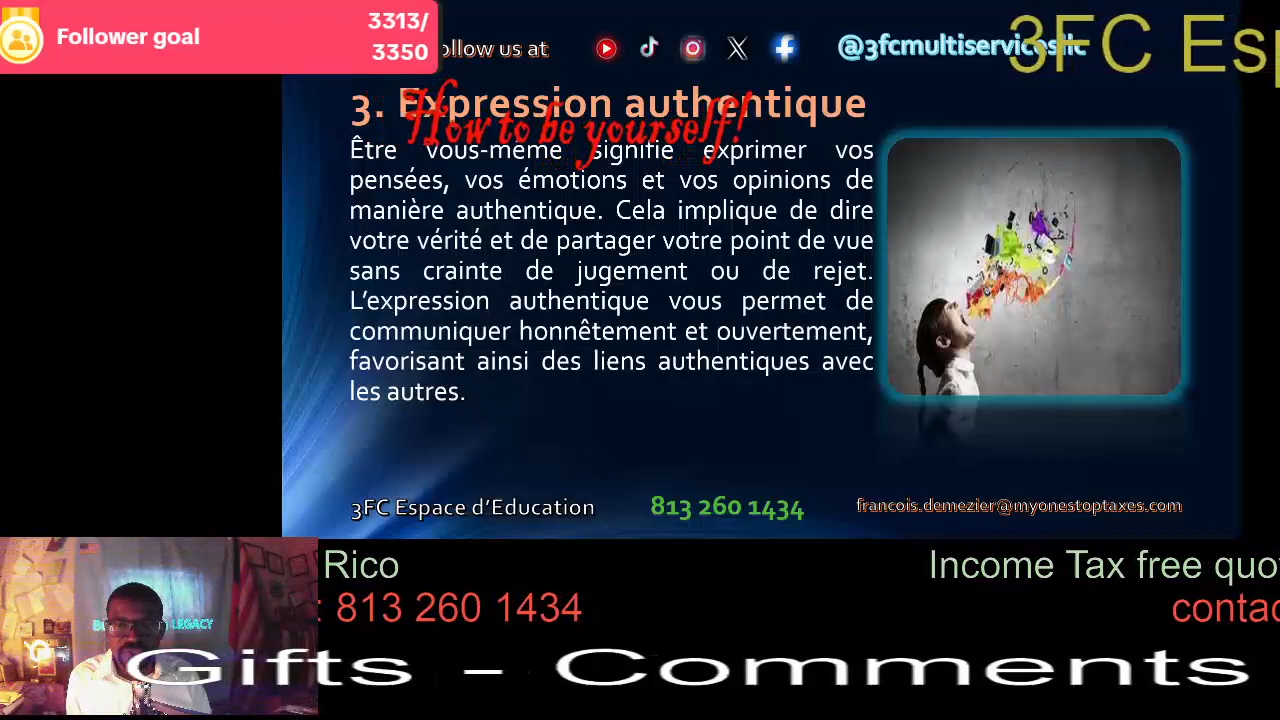 Follower goal
3313/
3350
ollow us at
@3fcmultiservicesllc
3FC Esp
3. Expression authentique
How to be yourself!
Être vous-même signifie exprimer vos
pensées, vos émotions et vos opinions de
manière authentique. Cela implique de dire
votre vérité et de partager votre point de vue
sans crainte de jugement ou de rejet.
L'expression authentique vous permet de
communiquer honnêtement et ouvertement,
favorisant ainsi des liens authentiques avec
les autres.
3FC Espace d'Education
813 260 1434
francois.demezier@myonestoptaxes.com
Rico
Income Tax free quo
: 813 260 1434
contac
LEGACY
Gifts - Comments